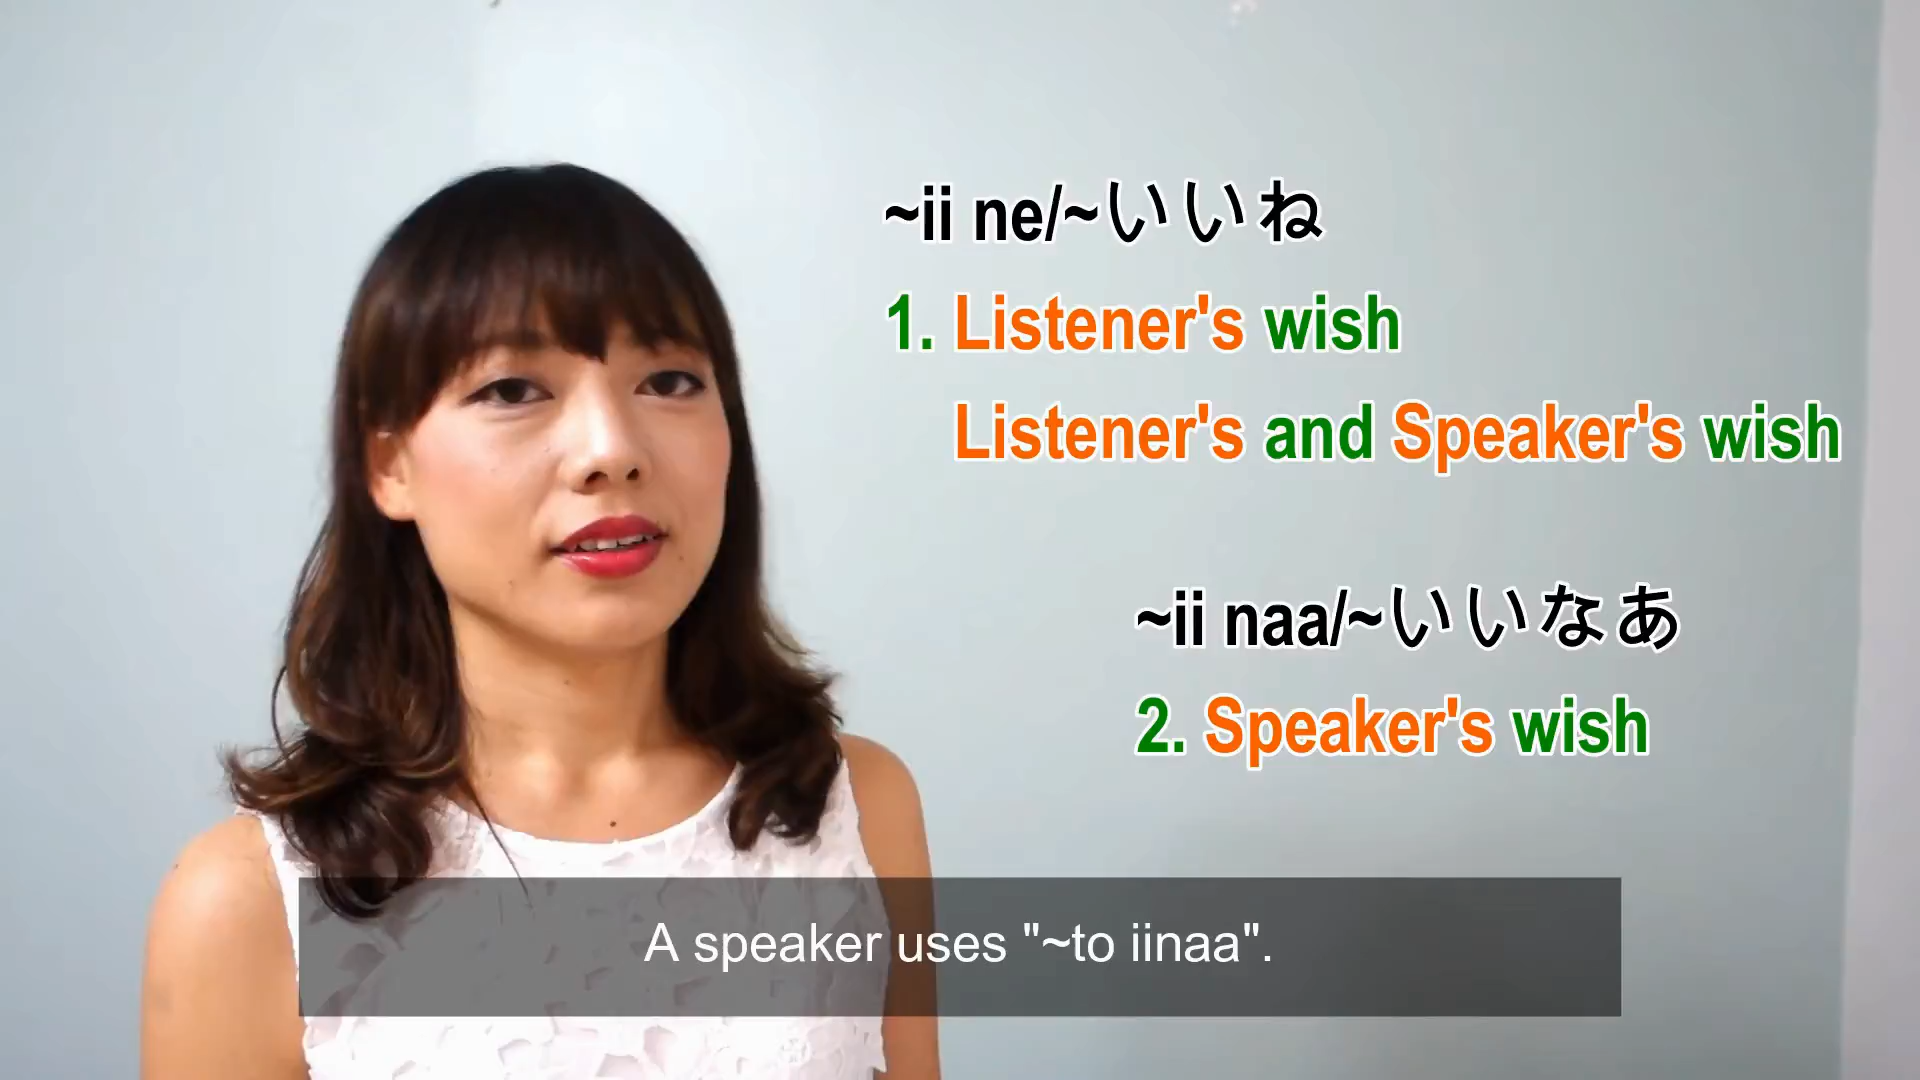 ~ii ne/~いいね
1. Listener's wish
Listener's and Speaker's wish
~ii naa/~いいなあ
2. Speaker's wish
A speaker uses "~to iinaa".